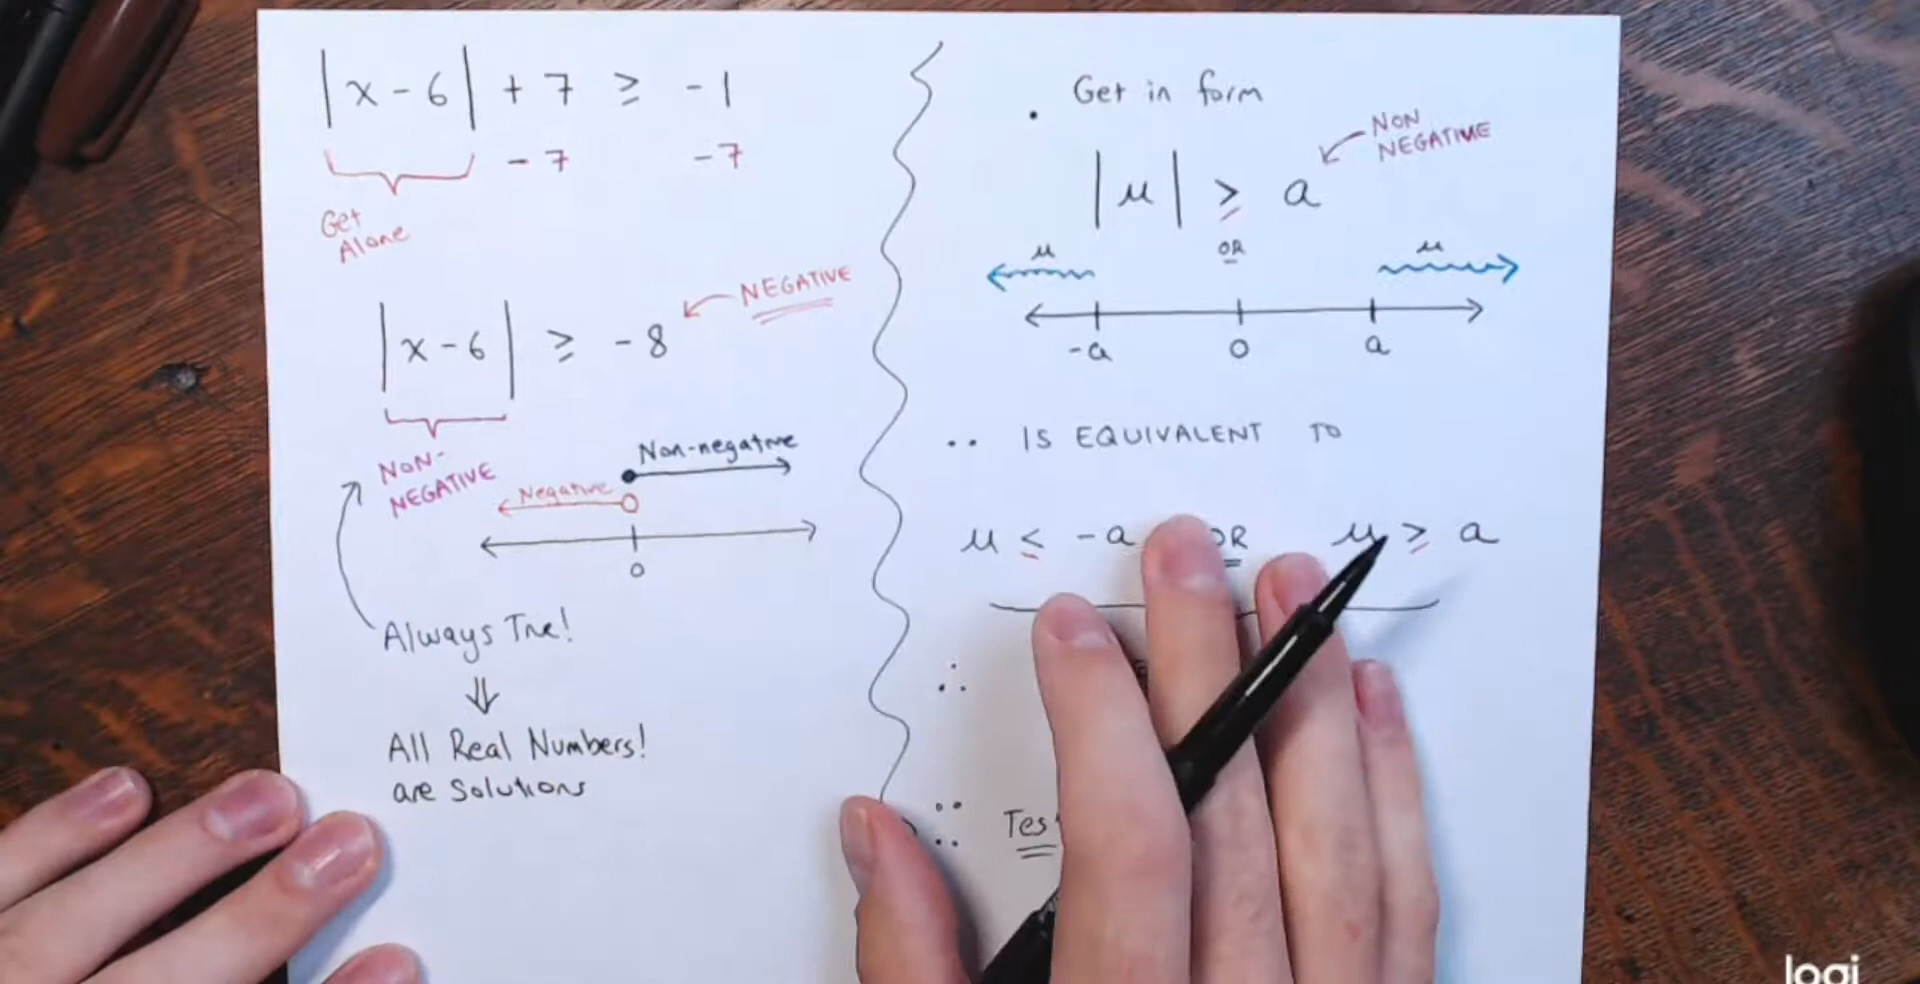 |x - 6| + 7 ≥ -1
- 7 -7
Get
Alone
|x - 6| ≥ -8
NEGATIVE
NON-
NEGATIVE
Non-negative
Negative
0
Always True!
⇓
All Real Numbers!
are Solutions
• Get in form
NON
NEGATIVE
|u| ≥ a
OR
u u
-a 0 a
•• IS EQUIVALENT TO
u ≤ -a OR u ≥ a
∴
∷ Tes
logi